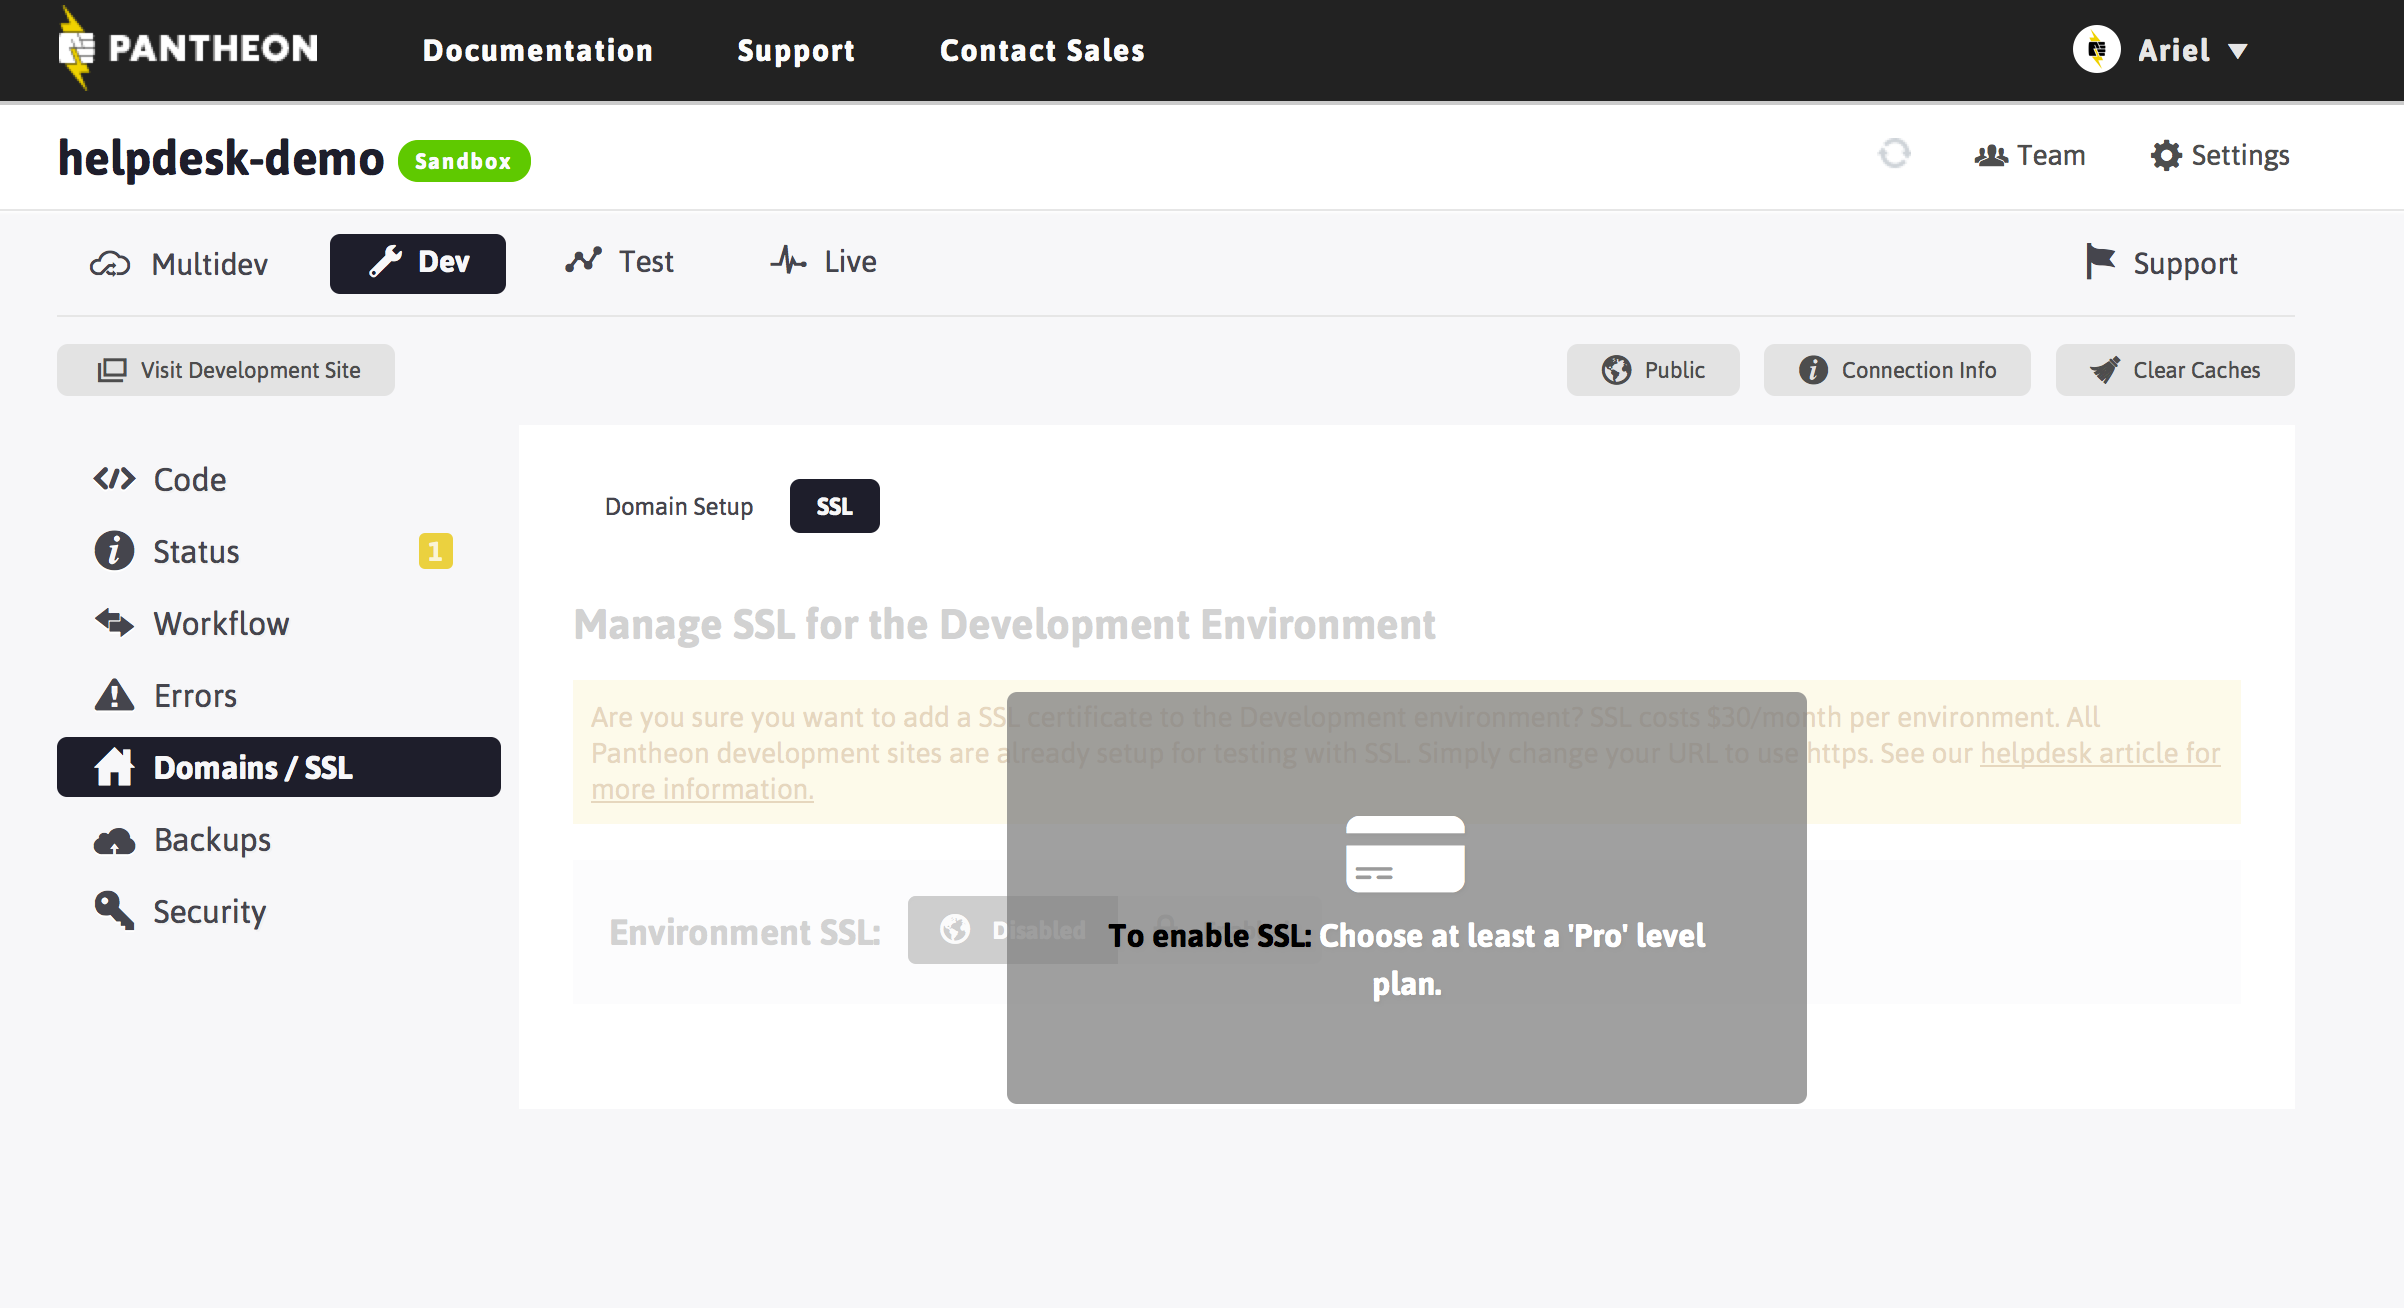 PANTHEON Documentation Support Contact Sales Ariel
helpdesk-demo Sandbox Team Settings
Multidev Dev Test Live Support
Visit Development Site Public Connection Info Clear Caches
Code
Status 1
Workflow
Errors
Domains / SSL
Backups
Security
Domain Setup SSL
Manage SSL for the Development Environment
Are you sure you want to add a SSL certificate to the Development environment? SSL costs $30/month per environment. All
Pantheon development sites are already setup for testing with SSL. Simply change your URL to use https. See our helpdesk article for
more information.
Environment SSL: Disabled
To enable SSL: Choose at least a 'Pro' level
plan.